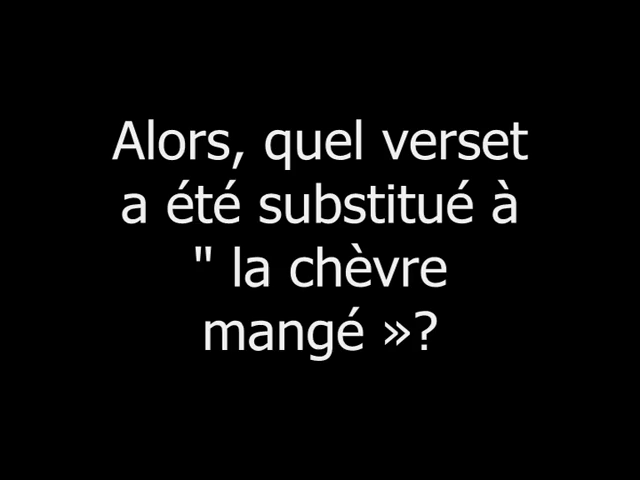 Alors, quel verset
a été substitué à
" la chèvre
mangé »?